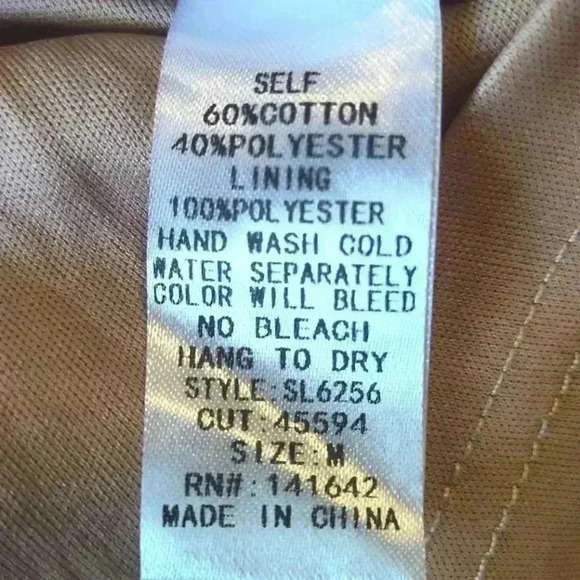 SELF
60%COTTON
40%POLYESTER
LINING
100%POLYESTER
HAND WASH COLD
WATER SEPARATELY
COLOR WILL BLEED
NO BLEACH
HANG TO DRY
STYLE:SL6256
CUT:45594
SIZE:M
RN#:141642
MADE IN CHINA